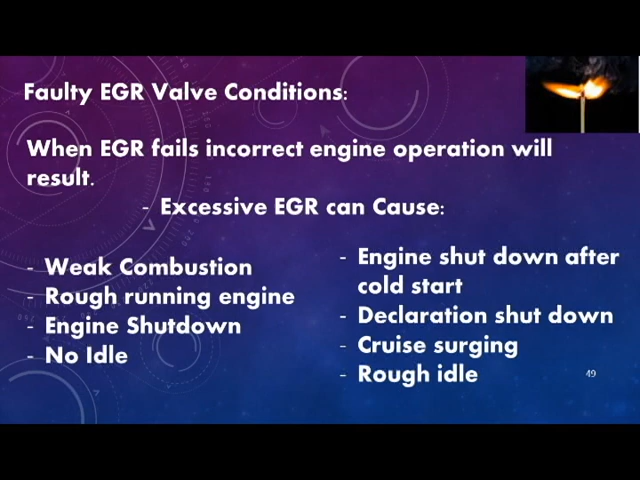 Faulty EGR Valve Conditions:
When EGR fails incorrect engine operation will
result.
- Excessive EGR can Cause:
- Weak Combustion
- Rough running engine
- Engine Shutdown
- No Idle
- Engine shut down after
cold start
- Declaration shut down
- Cruise surging
- Rough idle
49